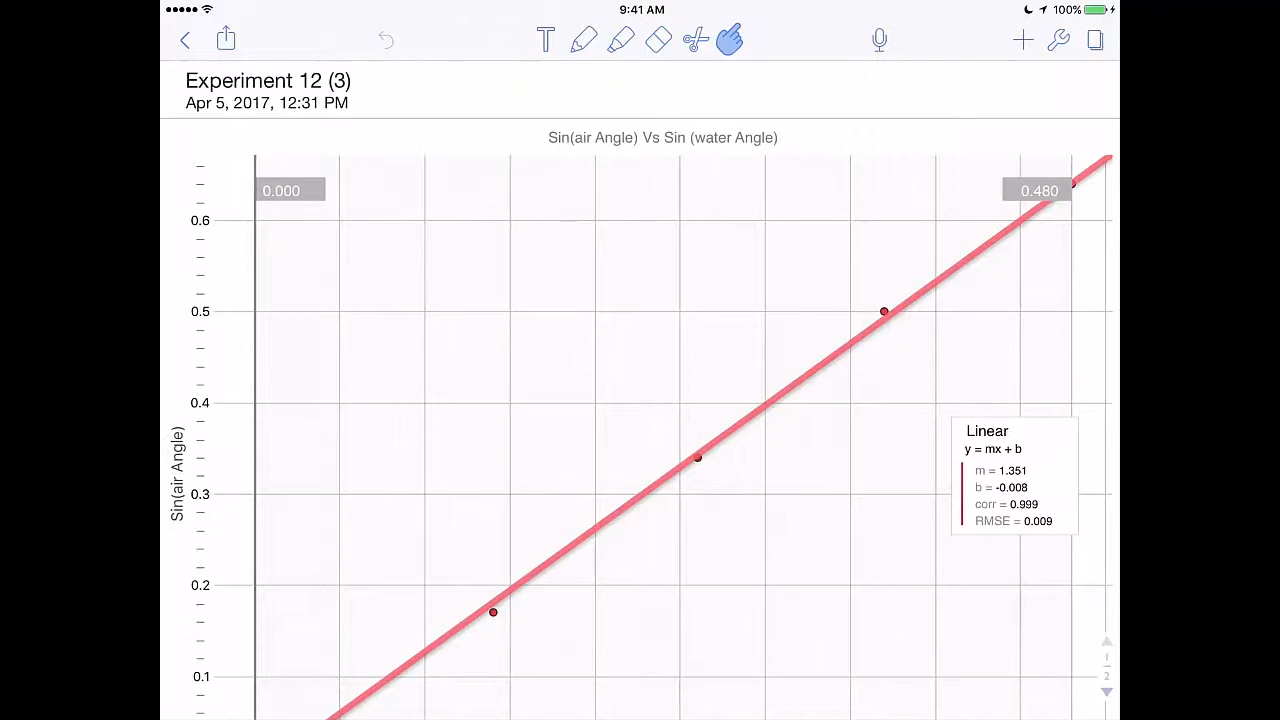 9:41 AM
100%
T
Experiment 12 (3)
Apr 5, 2017, 12:31 PM
Sin(air Angle) Vs Sin (water Angle)
0.000
0.480
0.6
0.5
0.4
0.3
0.2
0.1
Sin(air Angle)
Linear
y = mx + b
m = 1.351
b = -0.008
corr = 0.999
RMSE = 0.009
1
2